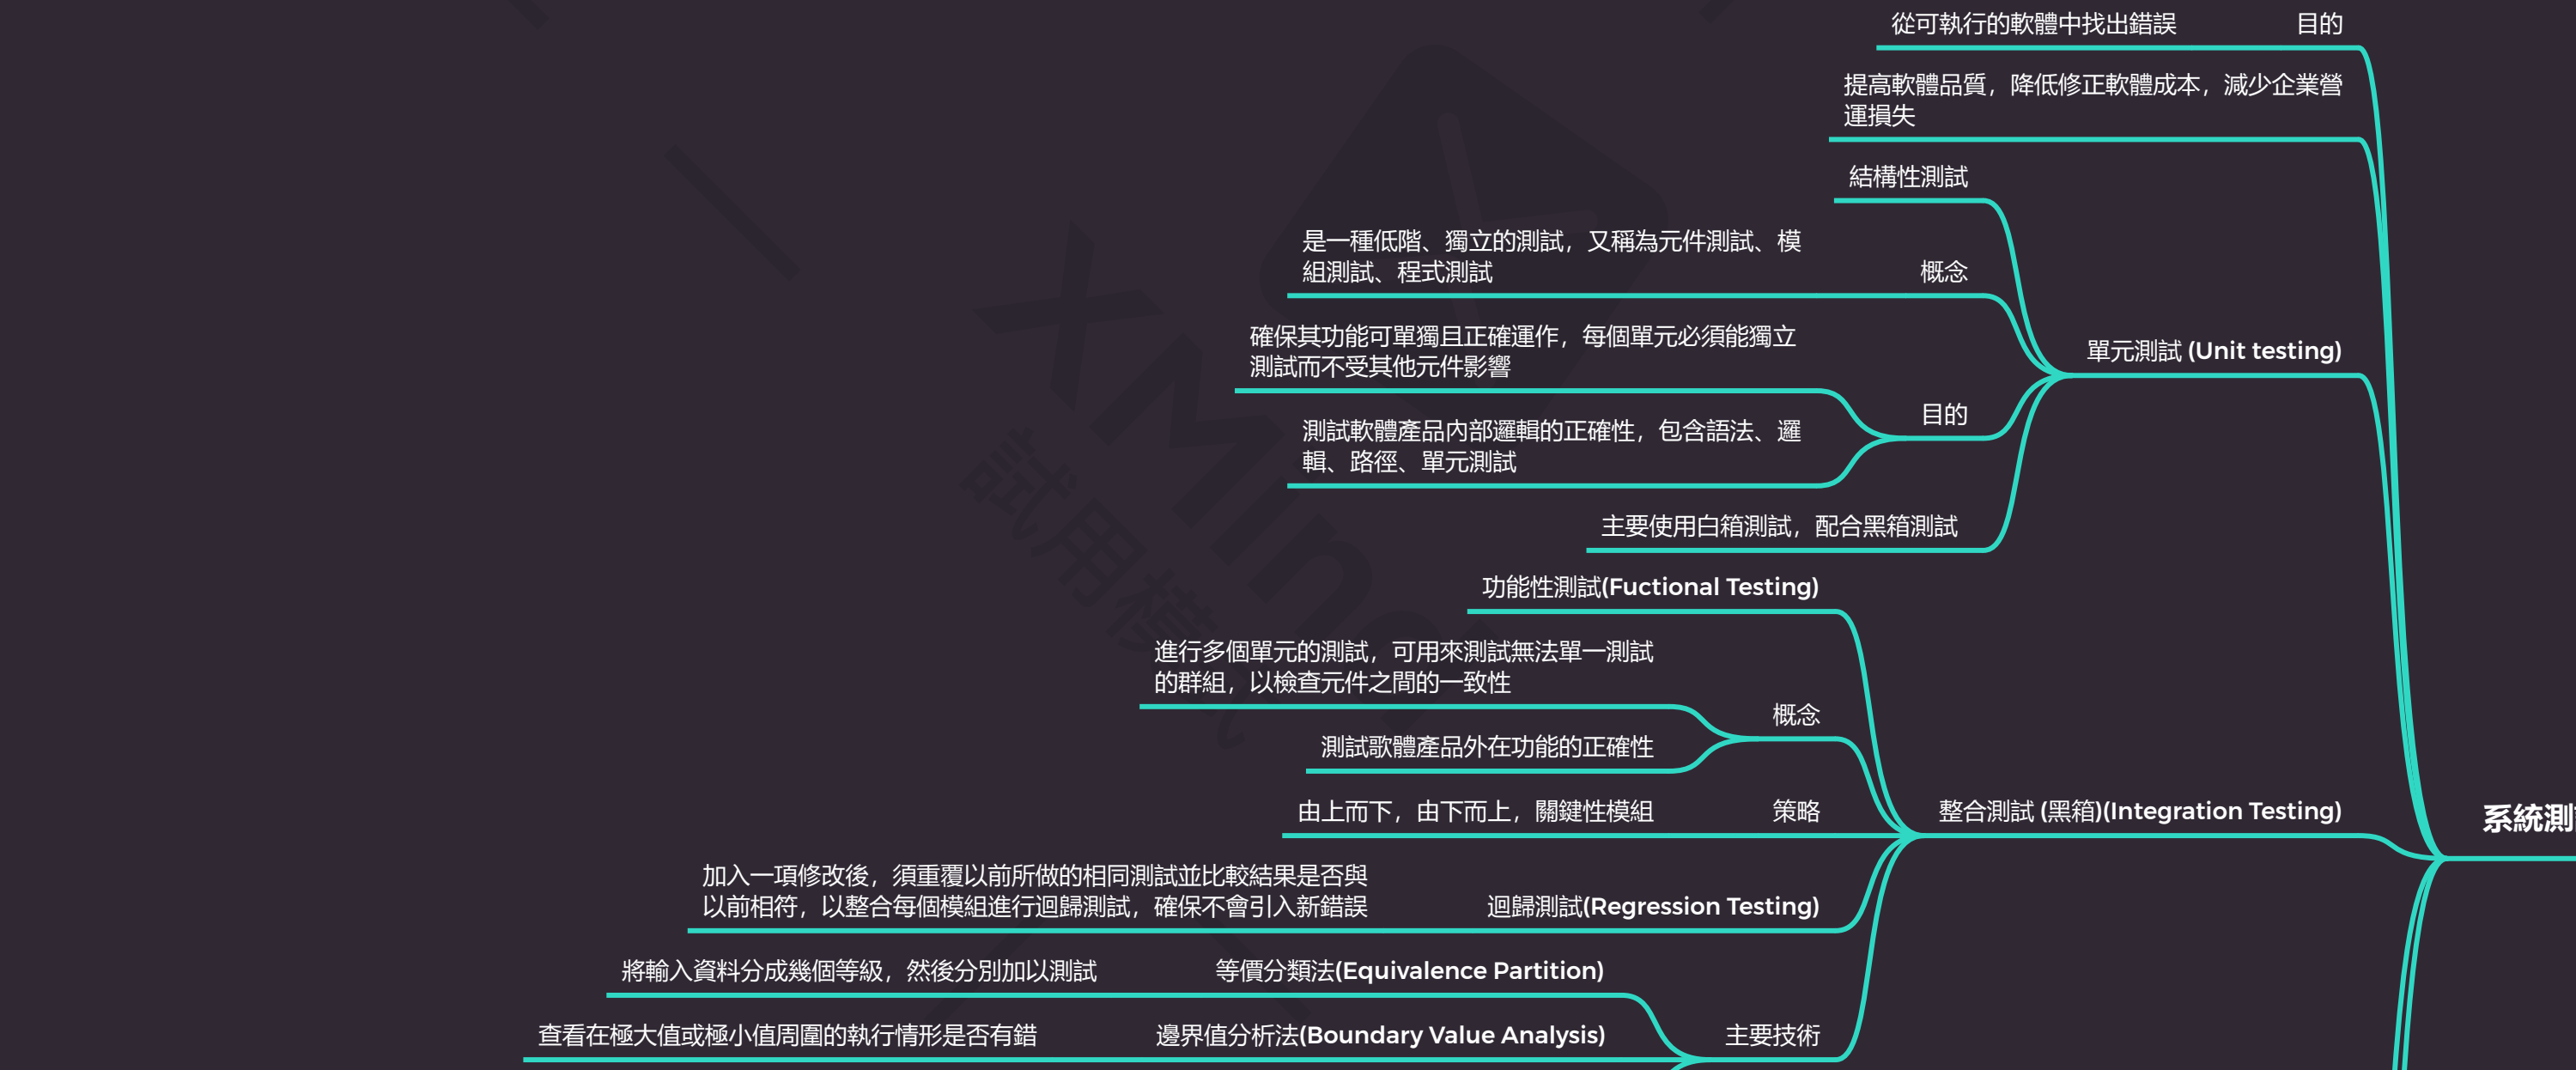 從可執行的軟體中找出錯誤 目的
提高軟體品質，降低修正軟體成本，減少企業營
運損失
結構性測試
是一種低階、獨立的測試，又稱為元件測試、模
組測試、程式測試
概念
確保其功能可單獨且正確運作，每個單元必須能獨立
測試而不受其他元件影響
目的
測試軟體產品內部邏輯的正確性，包含語法、邏
輯、路徑、單元測試
主要使用白箱測試，配合黑箱測試
單元測試 (Unit testing)
功能性測試(Fuctional Testing)
進行多個單元的測試，可用來測試無法單一測試
的群組，以檢查元件之間的一致性
概念
測試歌體產品外在功能的正確性
由上而下，由下而上，關鍵性模組 策略
整合測試 (黑箱)(Integration Testing)
系統測
加入一項修改後，須重覆以前所做的相同測試並比較結果是否與
以前相符，以整合每個模組進行迴歸測試，確保不會引入新錯誤
迴歸測試(Regression Testing)
將輸入資料分成幾個等級，然後分別加以測試 等價分類法(Equivalence Partition)
查看在極大值或極小值周圍的執行情形是否有錯 邊界值分析法(Boundary Value Analysis)
主要技術
XMind
試用模式